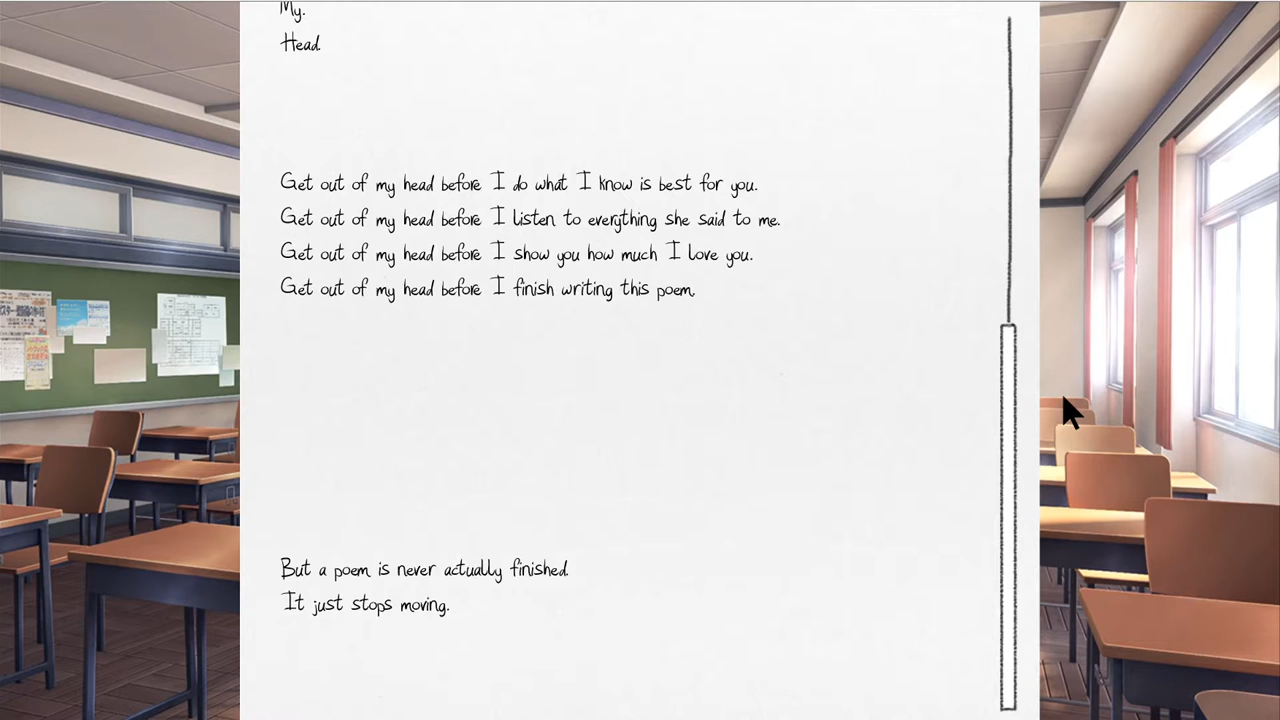 My.
Head.
Get out of my head before I do what I know is best for you.
Get out of my head before I listen to everything she said to me.
Get out of my head before I show you how much I love you.
Get out of my head before I finish writing this poem.
But a poem is never actually finished.
It just stops moving.